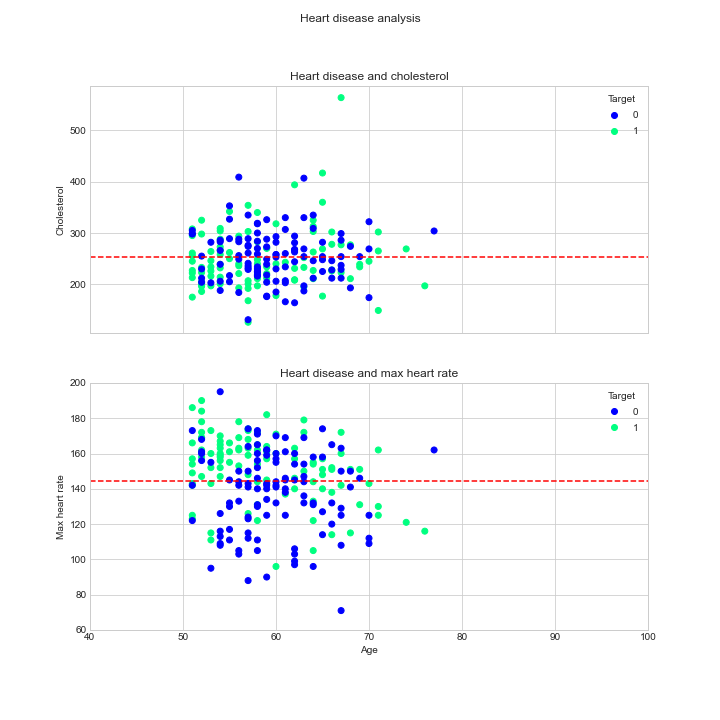 Heart disease analysis
Heart disease and cholesterol
Target
0
1
500
400
300
200
Cholesterol
Heart disease and max heart rate
Target
0
1
200
180
160
140
120
100
80
60
Max heart rate
40 50 60 70 80 90 100
Age